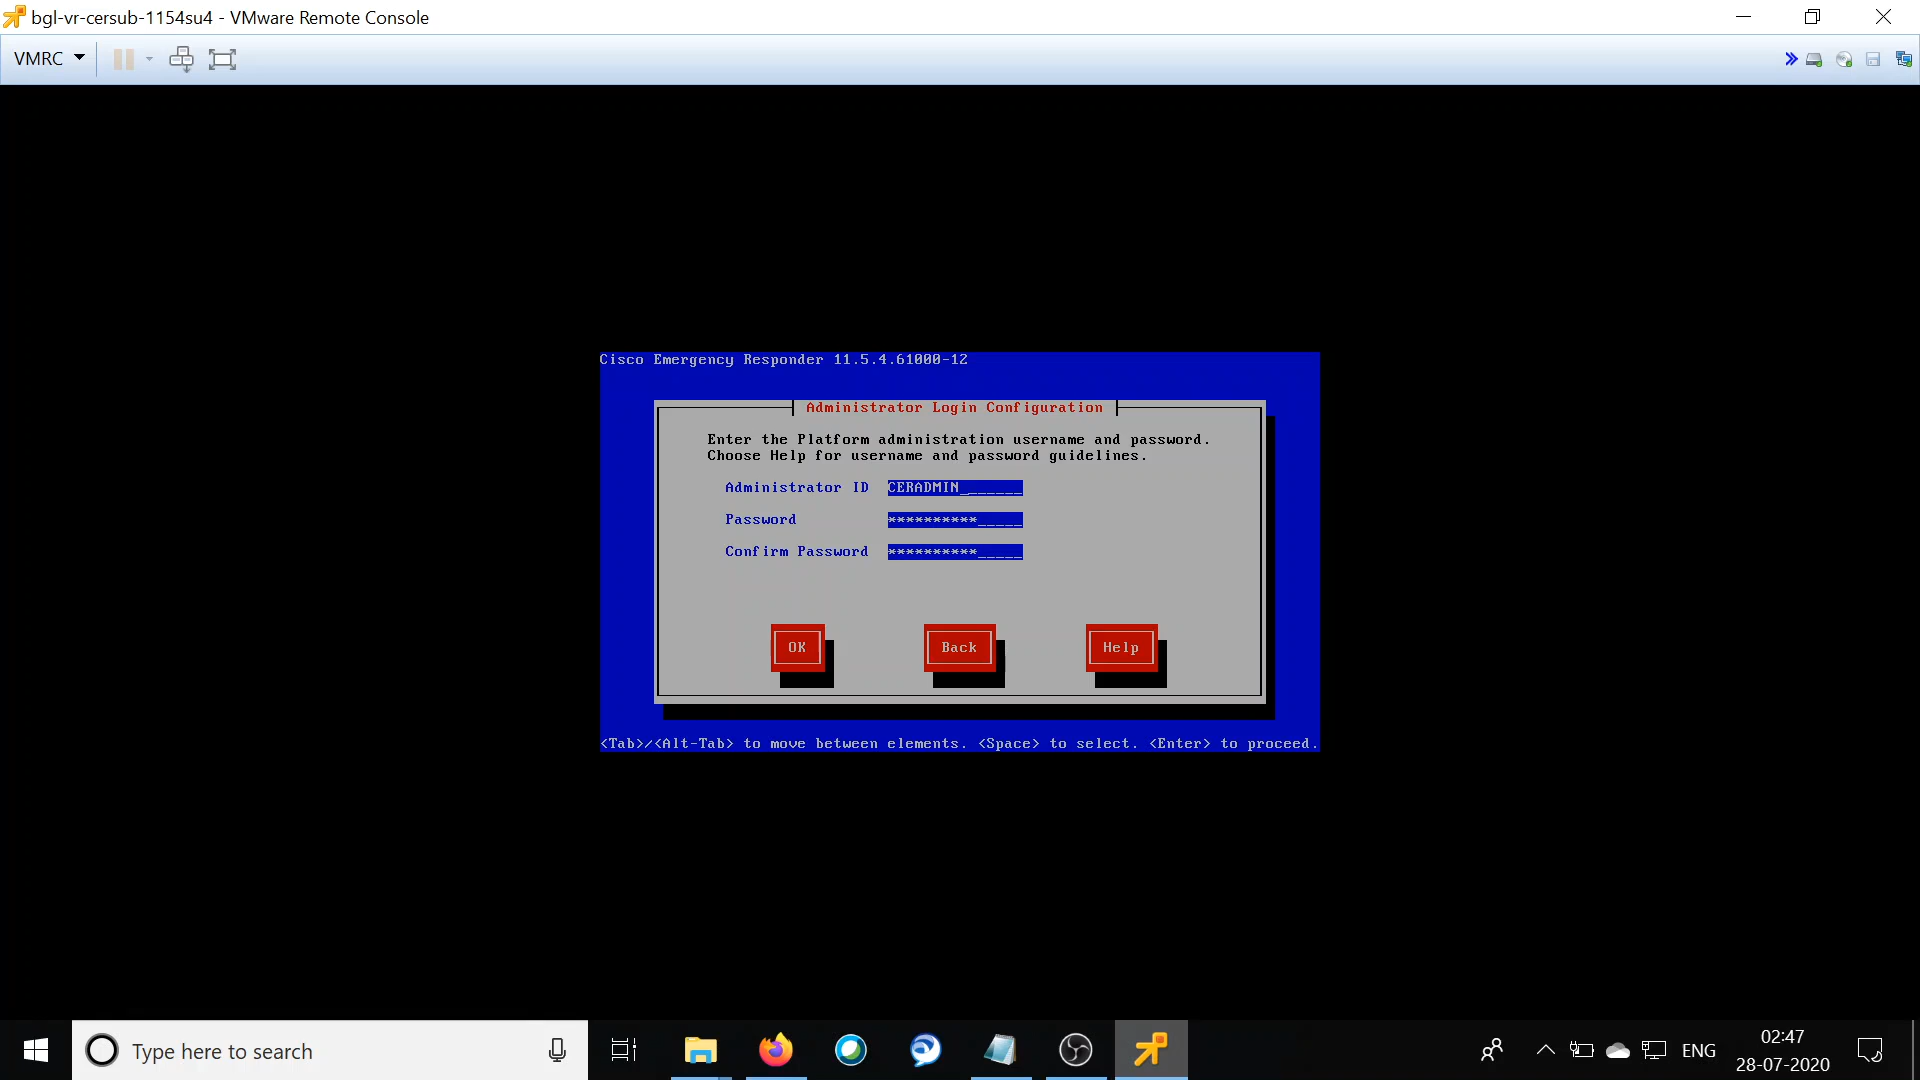 bgl-vr-cersub-1154su4 - VMware Remote Console
VMRC
Cisco Emergency Responder 11.5.4.61000-12
Administrator Login Configuration
Enter the Platform administration username and password.
Choose Help for username and password guidelines.
Administrator ID CERADMIN_______
Password **********_____
Confirm Password **********_____
OK Back Help
<Tab>/<Alt-Tab> to move between elements. <Space> to select. <Enter> to proceed.
Type here to search
ENG
02:47
28-07-2020